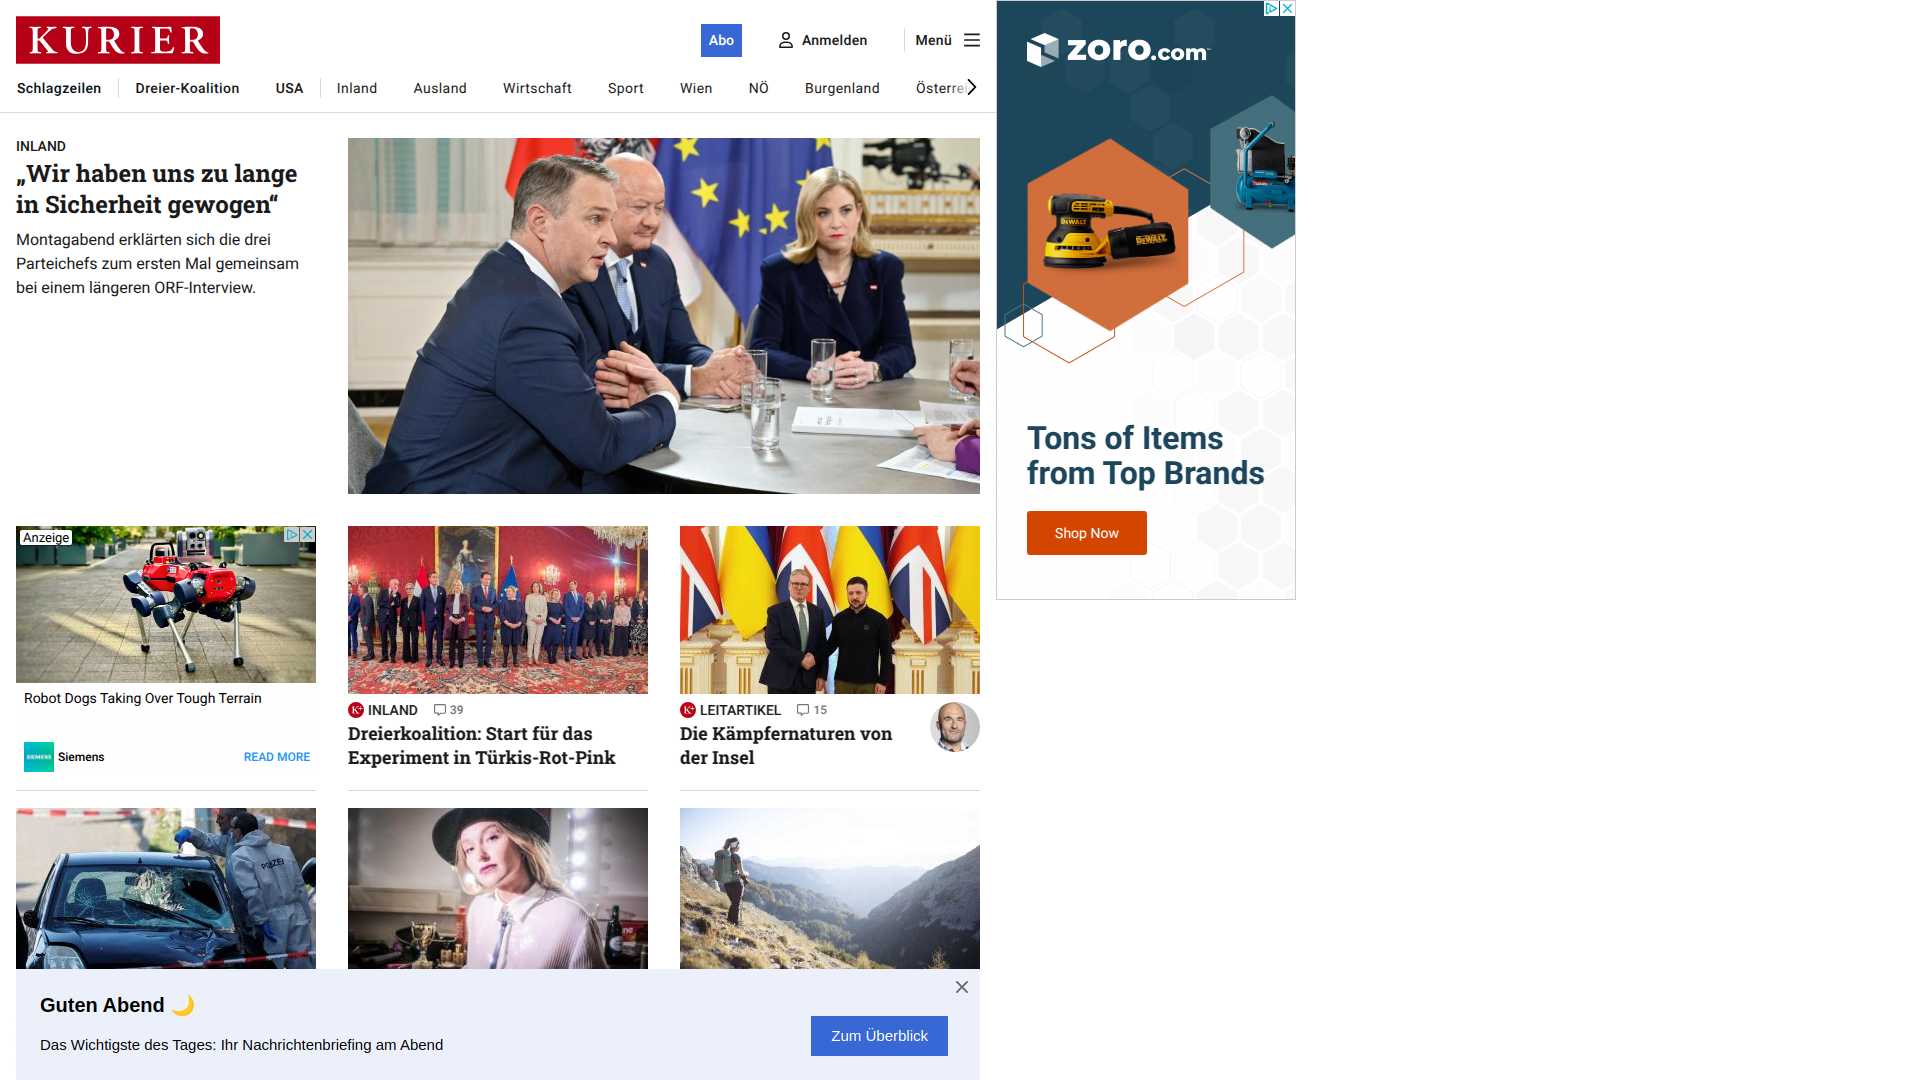 KURIER
Abo
Anmelden
Menü
Schlagzeilen
Dreier-Koalition
USA
Inland
Ausland
Wirtschaft
Sport
Wien
NÖ
Burgenland
Österrei
INLAND
„Wir haben uns zu lange
in Sicherheit gewogen“
Montagabend erklärten sich die drei
Parteichefs zum ersten Mal gemeinsam
bei einem längeren ORF-Interview.
zoro.com
DEWALT
DEWALT
Tons of Items
from Top Brands
Shop Now
Anzeige
Robot Dogs Taking Over Tough Terrain
SIEMENS
Siemens
READ MORE
K+ INLAND 39
Dreierkoalition: Start für das
Experiment in Türkis-Rot-Pink
K+ LEITARTIKEL 15
Die Kämpfernaturen von
der Insel
POLIZEI
Guten Abend 🌙
Das Wichtigste des Tages: Ihr Nachrichtenbriefing am Abend
Zum Überblick